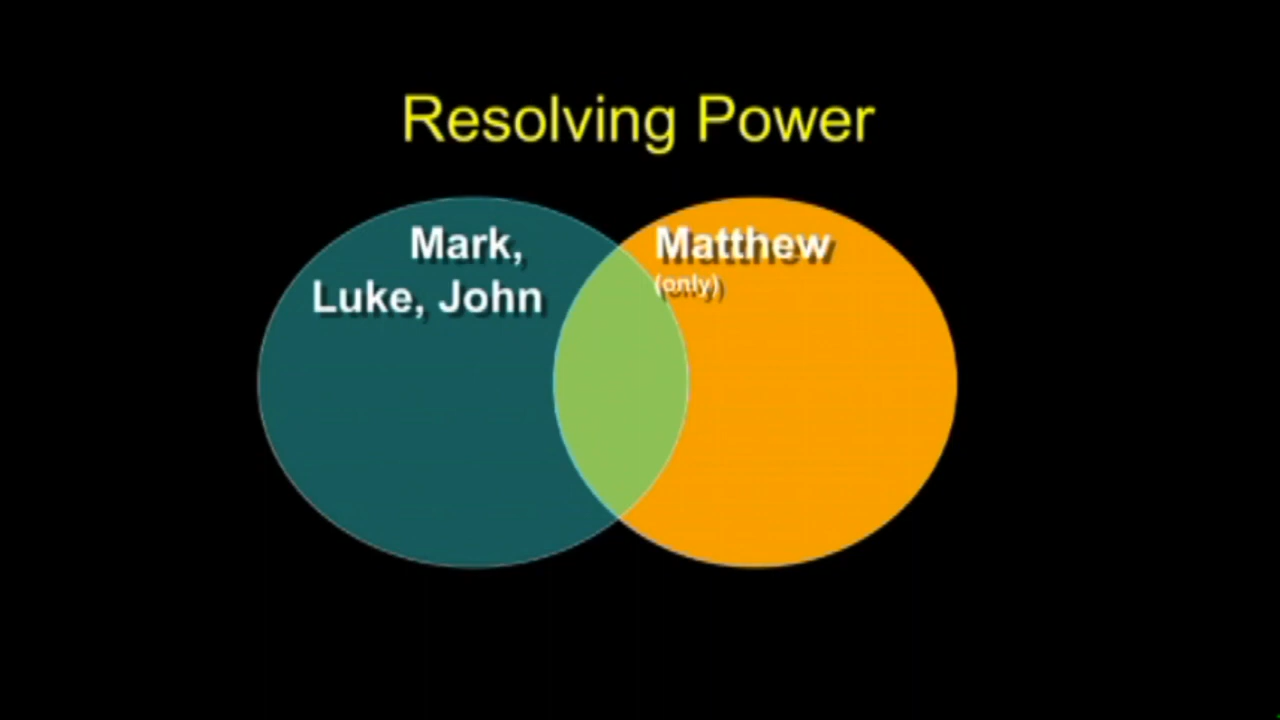 Resolving Power
Mark,
Luke, John
Matthew
(only)